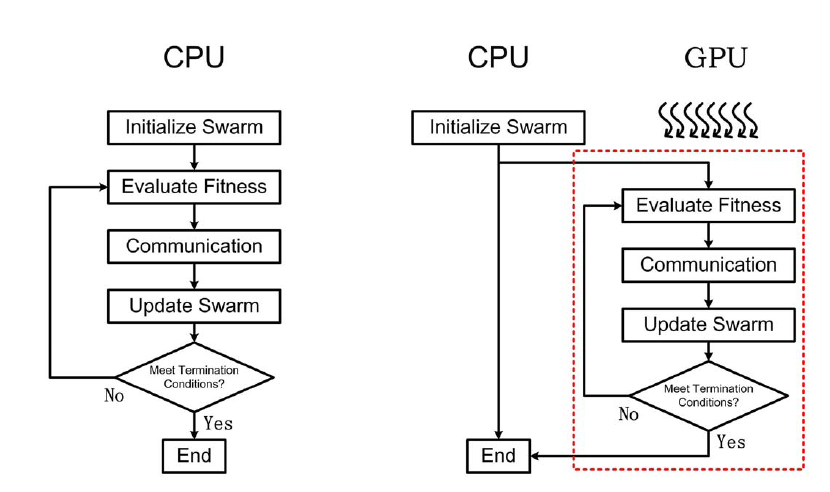 CPU
Initialize Swarm
Evaluate Fitness
Communication
Update Swarm
Meet Termination
Conditions?
No
Yes
End
CPU
GPU
Initialize Swarm
Evaluate Fitness
Communication
Update Swarm
Meet Termination
Conditions?
No
Yes
End